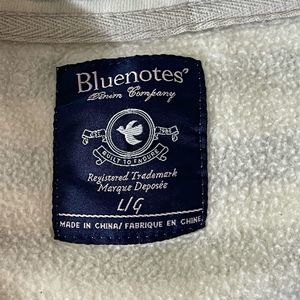 Bluenotes®
Denim Company
BUILT TO ENDURE
Registered Trademark
Marque Deposée
L/G
MADE IN CHINA/ FABRIQUE EN CHINE